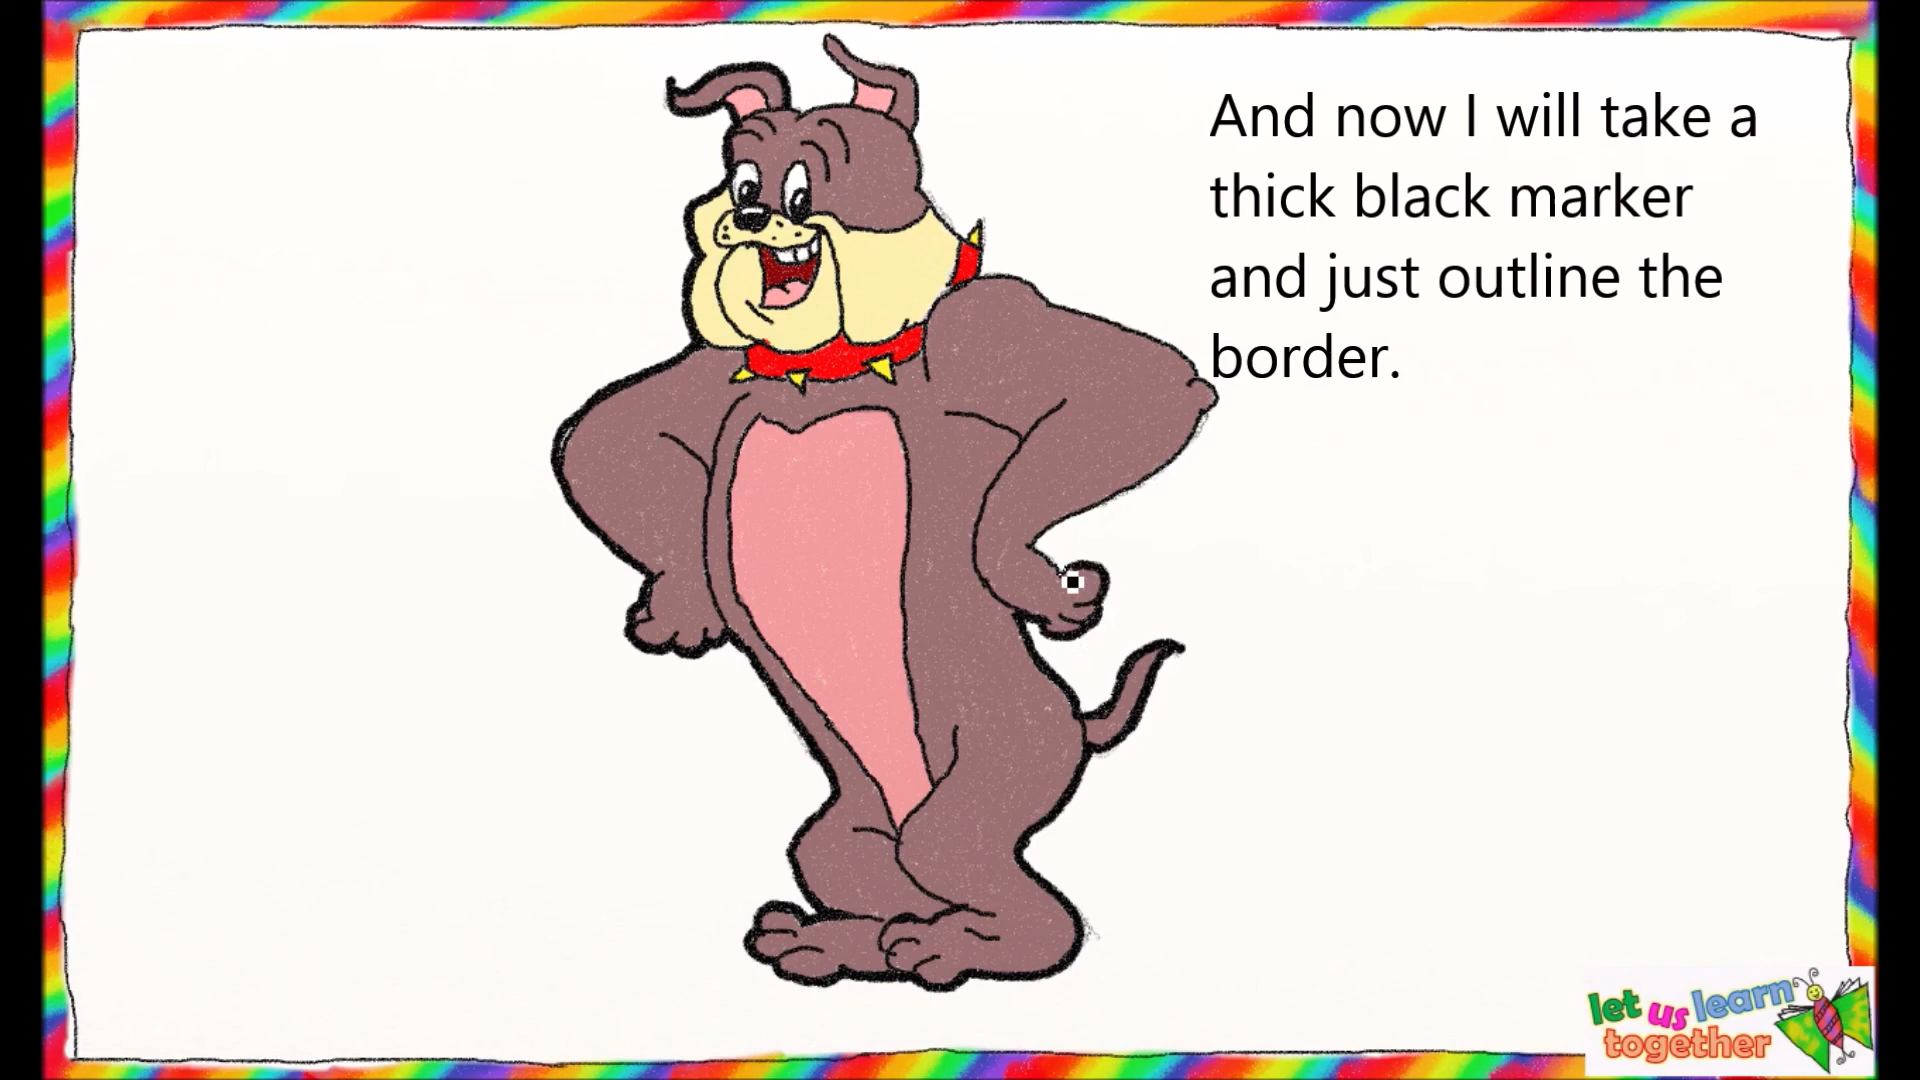 And now I will take a
thick black marker
and just outline the
border.
let us learn
together